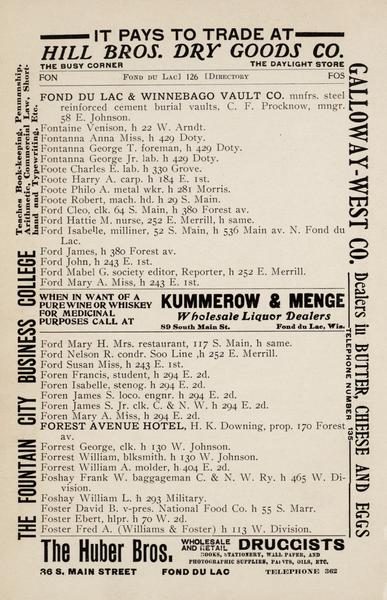 IT PAYS TO TRADE AT
HILL BROS. DRY GOODS CO.
THE BUSY CORNER THE DAYLIGHT STORE
FON FOND DU LAC] 126 [DIRECTORY FOS
FOND DU LAC & WINNEBAGO VAULT CO. mnfrs. steel
reinforced cement burial vaults, C. F. Procknow, mngr.
58 E. Johnson.
Fontaine Venison, h 22 W. Arndt.
Fontanna Anna Miss, h 429 Doty.
Fontanna George T. foreman, h 429 Doty.
Fontanna George Jr. lab. h 429 Doty.
Foote Charles E. lab. h 330 Grove.
Foote Harry A. carp. h 184 E. 1st.
Foote Philo A. metal wkr. h 281 Morris.
Foote Robert, mach. hd. h 29 S. Main.
Ford Cleo, clk. 64 S. Main, h 380 Forest av.
Ford Hattie M. nurse, 252 E. Merrill, h same.
Ford Isabelle, milliner, 52 S. Main, h 536 Main av. N. Fond du
Lac.
Ford James, h 380 Forest av.
Ford John, h 243 E. 1st.
Ford Mabel G. society editor, Reporter, h 252 E. Merrill.
Ford Mary A. Miss, h 243 E. 1st.
WHEN IN WANT OF A
PURE WINE OR WHISKEY
FOR MEDICINAL
PURPOSES CALL AT
KUMMEROW & MENGE
Wholesale Liquor Dealers
89 South Main St. Fond du Lac, Wis.
Ford Mary H. Mrs. restaurant, 117 S. Main, h same.
Ford Nelson R. condr. Soo Line, h 252 E. Merrill.
Ford Susan Miss, h 243 E. 1st.
Foren Francis, student, h 294 E. 2d.
Foren Isabelle, stenog. h 294 E. 2d.
Foren James S. loco. engnr. h 294 E. 2d.
Foren James S. Jr. clk. C. & N. W. h 294 E. 2d.
Foren Mary A. Miss, h 294 E. 2d.
FOREST AVENUE HOTEL, H. K. Downing, prop. 170 Forest
av.
Forrest George, clk. h 130 W. Johnson.
Forrest William, blksmith. h 130 W. Johnson.
Forrest William A. molder, h 404 E. 2d.
Foshay Frank W. baggageman C. & N. W. Ry. h 465 W. Di-
vision.
Foshay William L. h 293 Military.
Foster David B. v-pres. National Food Co. h 55 S. Marr.
Foster Ebert, hlpr. h 70 W. 2d.
Foster Fred A. (Williams & Foster) h 113 W. Division.
The Huber Bros. WHOLESALE AND RETAIL DRUGGISTS
BOOKS, STATIONERY, WALL PAPER, AND
PHOTOGRAPHIC SUPPLIES, PAINTS, OILS, ETC.
36 S. MAIN STREET FOND DU LAC TELEPHONE 362
THE FOUNTAIN CITY BUSINESS COLLEGE
Teaches Book-keeping, Penmanship,
Arithmetic, Commercial Law, Short-
hand and Typewriting, Etc.
GALLOWAY-WEST CO. Dealers in BUTTER, CHEESE AND EGGS
TELEPHONE NUMBER 135